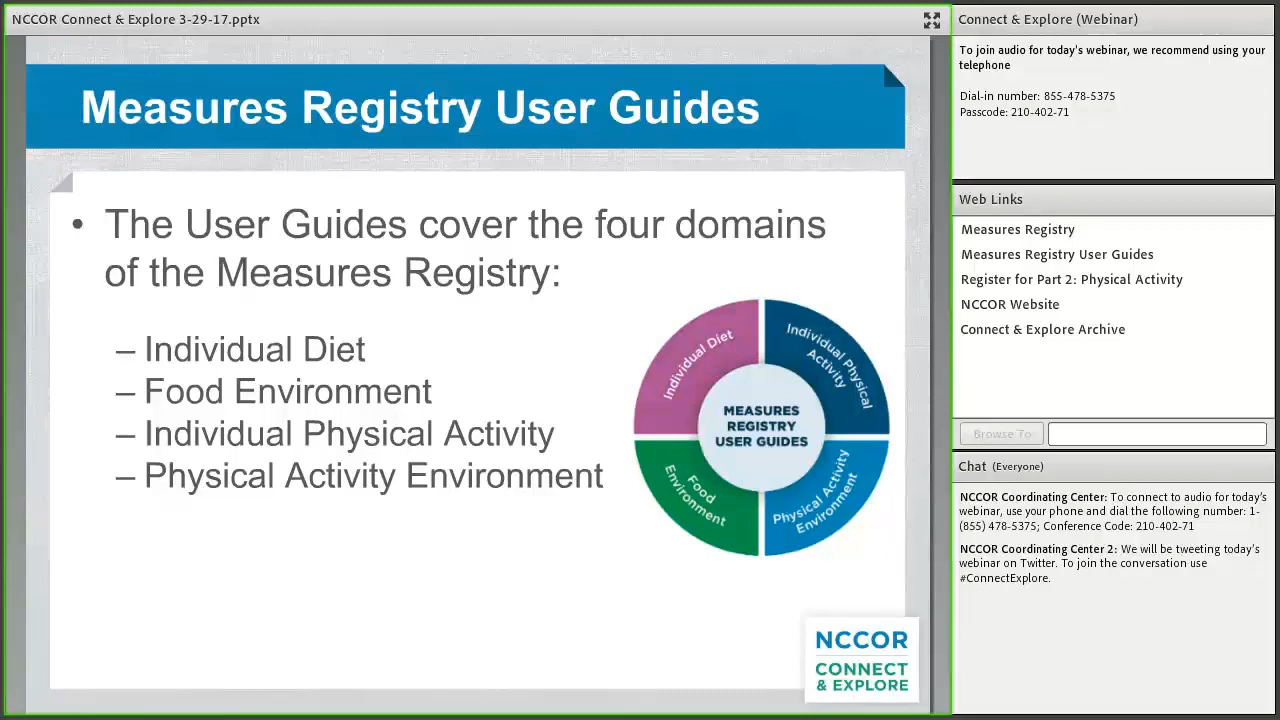 NCCOR Connect & Explore 3-29-17.pptx
Measures Registry User Guides
• The User Guides cover the four domains
of the Measures Registry:
– Individual Diet
– Food Environment
– Individual Physical Activity
– Physical Activity Environment
Individual Diet
Individual Physical
Activity
MEASURES
REGISTRY
USER GUIDES
Food
Environment
Physical Activity
Environment
NCCOR
CONNECT
& EXPLORE
Connect & Explore (Webinar)
To join audio for today's webinar, we recommend using your
telephone
Dial-in number: 855-478-5375
Passcode: 210-402-71
Web Links
Measures Registry
Measures Registry User Guides
Register for Part 2: Physical Activity
NCCOR Website
Connect & Explore Archive
Browse To
Chat (Everyone)
NCCOR Coordinating Center: To connect to audio for today's
webinar, use your phone and dial the following number: 1-
(855) 478-5375; Conference Code: 210-402-71
NCCOR Coordinating Center 2: We will be tweeting today's
webinar on Twitter. To join the conversation use
#ConnectExplore.